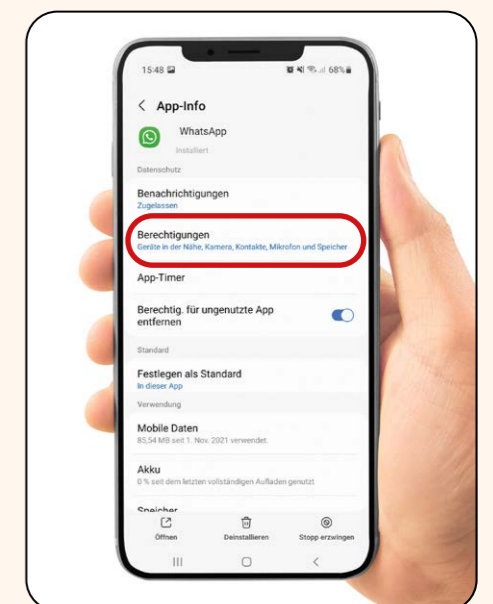 15:48 68%
App-Info
WhatsApp
Installiert
Datenschutz
Benachrichtigungen
Zugelassen
Berechtigungen
Geräte in der Nähe, Kamera, Kontakte, Mikrofon und Speicher
App-Timer
Berechtig. für ungenutzte App
entfernen
Standard
Festlegen als Standard
In dieser App
Verwendung
Mobile Daten
85,54 MB seit 1. Nov. 2021 verwendet.
Akku
0 % seit dem letzten vollständigen Aufladen genutzt
Speicher
Öffnen Deinstallieren Stopp erzwingen